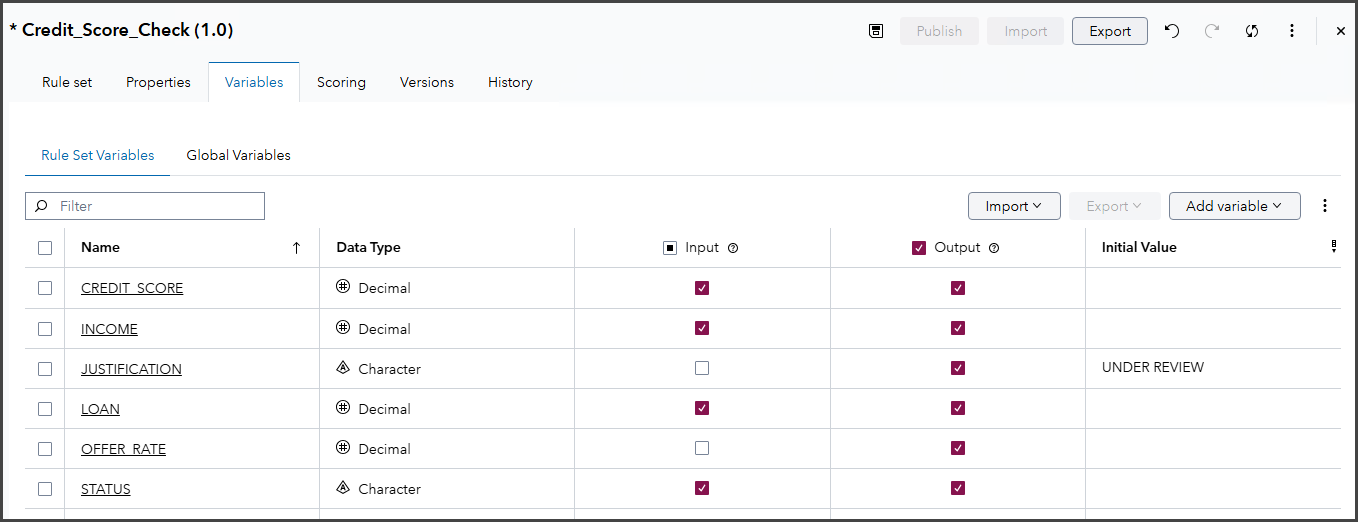 * Credit_Score_Check (1.0) Publish Import Export
Rule set Properties Variables Scoring Versions History
Rule Set Variables Global Variables
Filter Import Export Add variable
Name Data Type Input Output Initial Value
CREDIT_SCORE Decimal
INCOME Decimal
JUSTIFICATION Character UNDER REVIEW
LOAN Decimal
OFFER_RATE Decimal
STATUS Character